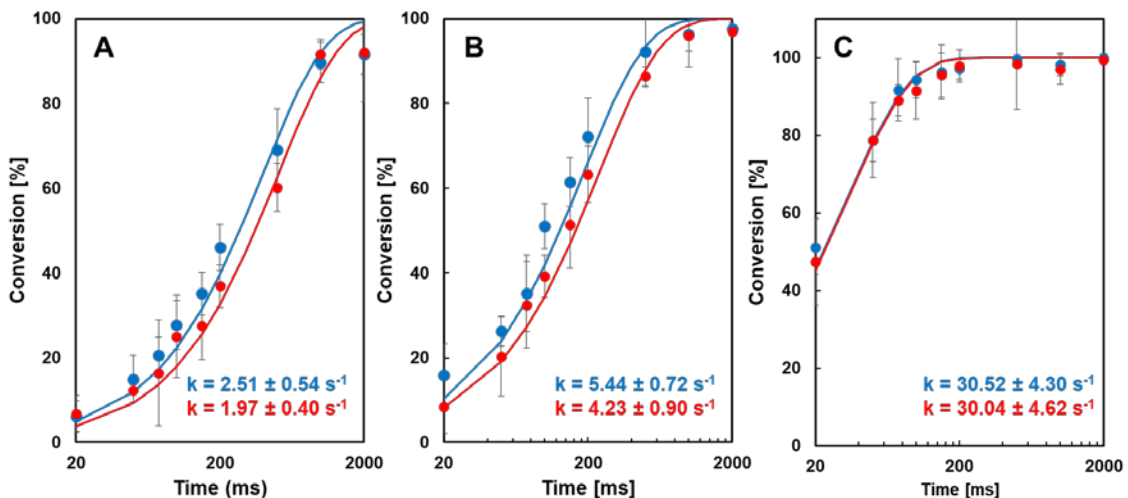 A
Conversion [%]
100
80
60
40
20
0
k = 2.51 ± 0.54 s⁻¹
k = 1.97 ± 0.40 s⁻¹
20
200
2000
Time (ms)
B
Conversion [%]
100
80
60
40
20
0
k = 5.44 ± 0.72 s⁻¹
k = 4.23 ± 0.90 s⁻¹
20
200
2000
Time [ms]
C
Conversion [%]
100
80
60
40
20
0
k = 30.52 ± 4.30 s⁻¹
k = 30.04 ± 4.62 s⁻¹
20
200
2000
Time [ms]